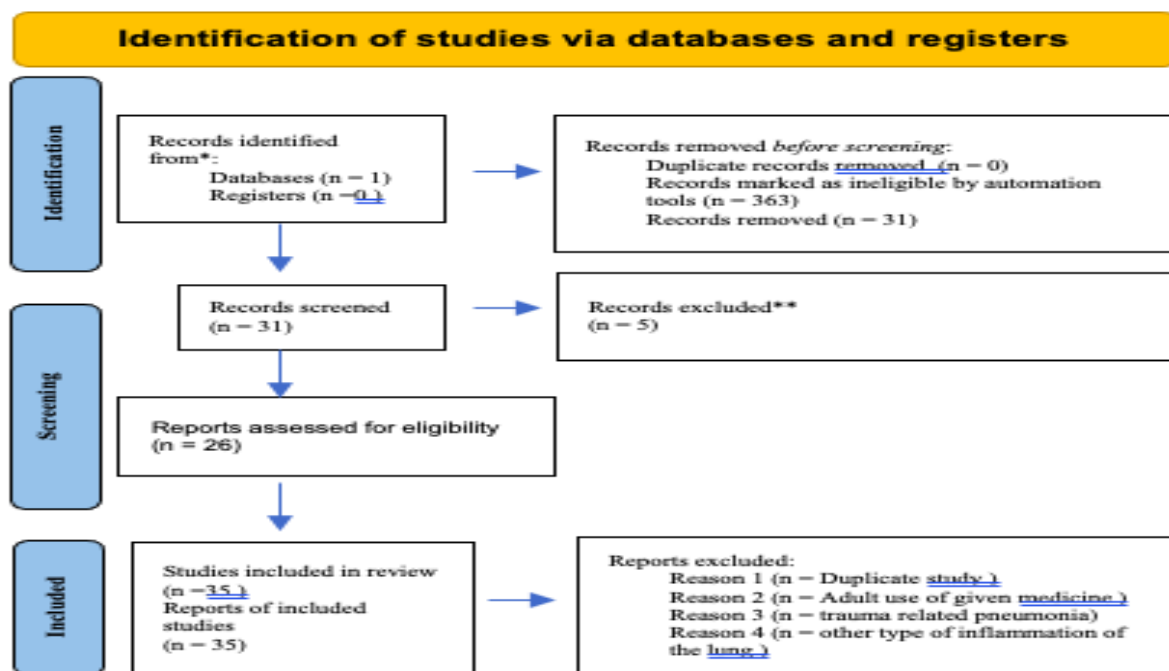 Identification of studies via databases and registers
Identification
Records identified
from*:
Databases (n = 1)
Registers (n =0 )
Records removed before screening:
Duplicate records removed (n = 0)
Records marked as ineligible by automation
tools (n = 363)
Records removed (n = 31)
Screening
Records screened
(n = 31)
Records excluded**
(n = 5)
Reports assessed for eligibility
(n = 26)
Included
Studies included in review
(n =35 )
Reports of included
studies
(n = 35)
Reports excluded:
Reason 1 (n = Duplicate study )
Reason 2 (n = Adult use of given medicine )
Reason 3 (n = trauma related pneumonia)
Reason 4 (n = other type of inflammation of
the lung )